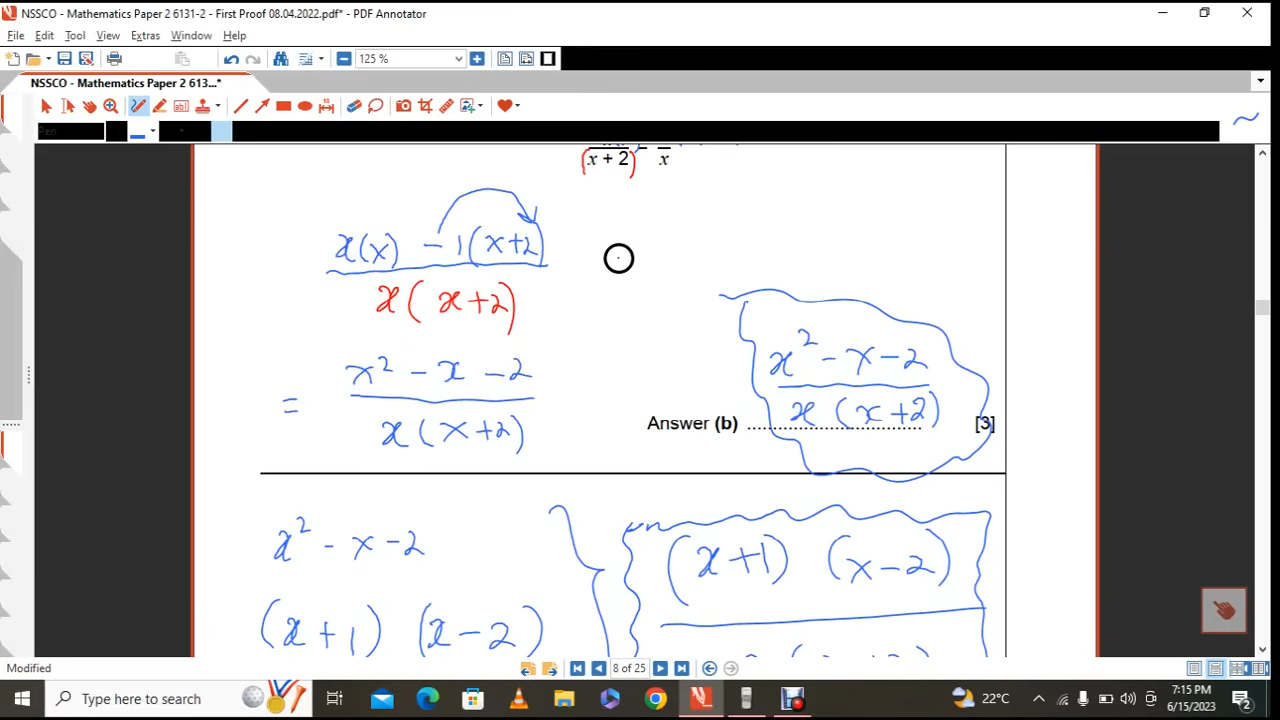 NSSCO - Mathematics Paper 2 6131-2 - First Proof 08.04.2022.pdf* - PDF Annotator
File Edit Tool View Extras Window Help
125 %
NSSCO - Mathematics Paper 2 613...*
Pen
(x + 2) - x
x(x) - 1(x+2)
x(x+2)
x² - x - 2
= x(x+2)
x² - x - 2
x(x+2)
Answer (b) ........................................ [3]
x² - x - 2
(x+1) (x-2)
(x+1) (x-2)
Modified
8 of 25
Type here to search
22°C
7:15 PM
6/15/2023
2